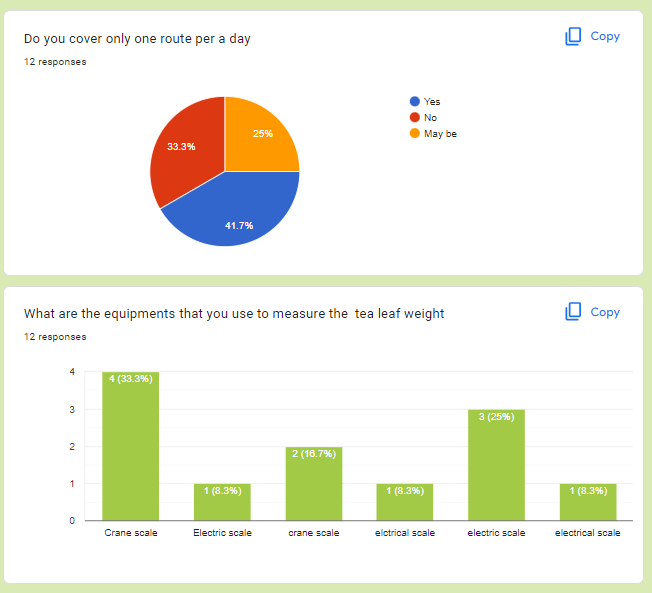 Do you cover only one route per a day
Copy
12 responses
Yes
No
May be
25%
33.3%
41.7%
What are the equipments that you use to measure the  tea leaf weight
Copy
12 responses
4
3
2
1
0
4 (33.3%)
1 (8.3%)
2 (16.7%)
1 (8.3%)
3 (25%)
1 (8.3%)
Crane scale
Electric scale
crane scale
elctrical scale
electric scale
electrical scale